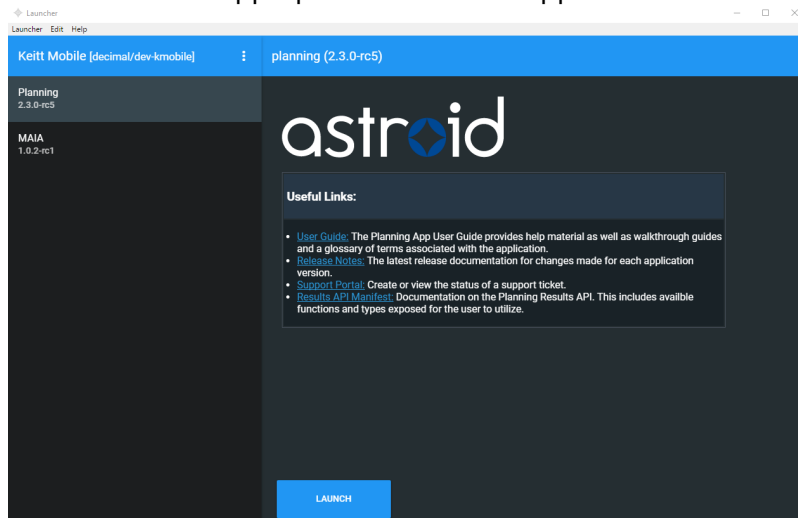 Launcher
Launcher Edit Help
Keitt Mobile [decimal/dev-kmobile]
planning (2.3.0-rc5)
Planning
2.3.0-rc5
MAIA
1.0.2-rc1
astroid
Useful Links:
• User Guide: The Planning App User Guide provides help material as well as walkthrough guides
and a glossary of terms associated with the application.
• Release Notes: The latest release documentation for changes made for each application
version.
• Support Portal: Create or view the status of a support ticket.
• Results API Manifest: Documentation on the Planning Results API. This includes availble
functions and types exposed for the user to utilize.
LAUNCH